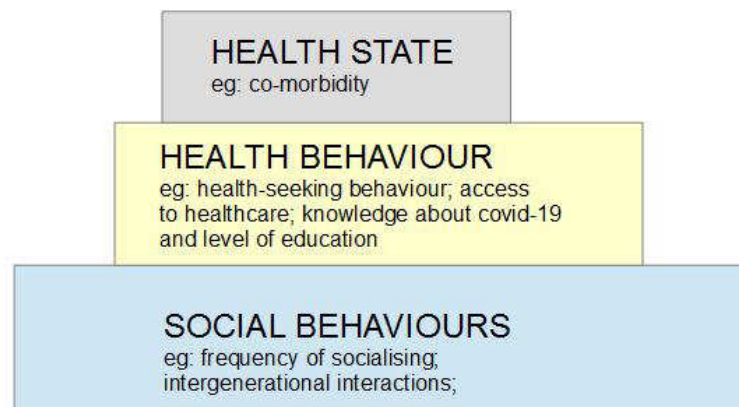 HEALTH STATE
eg: co-morbidity
HEALTH BEHAVIOUR
eg: health-seeking behaviour; access
to healthcare; knowledge about covid-19
and level of education
SOCIAL BEHAVIOURS
eg: frequency of socialising;
intergenerational interactions;